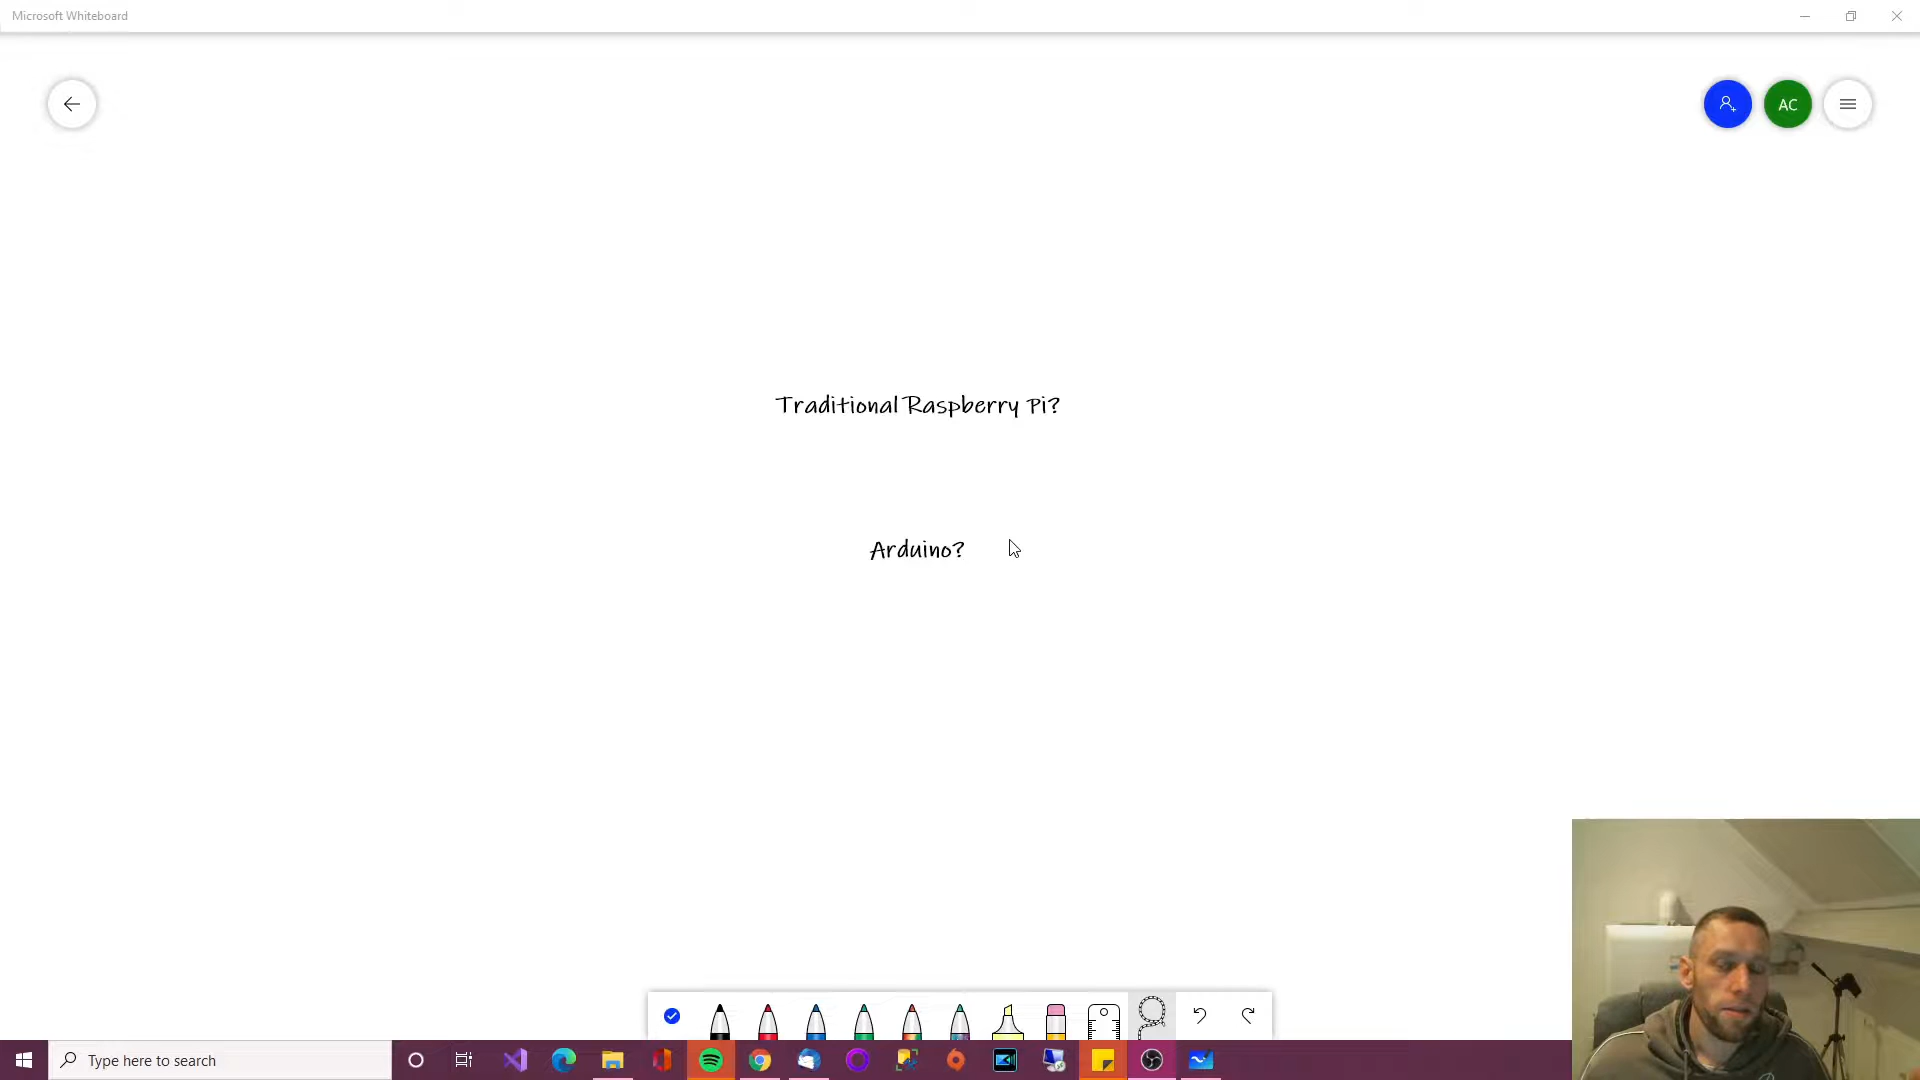 Microsoft Whiteboard
AC
Traditional Raspberry Pi?
Arduino?
Type here to search